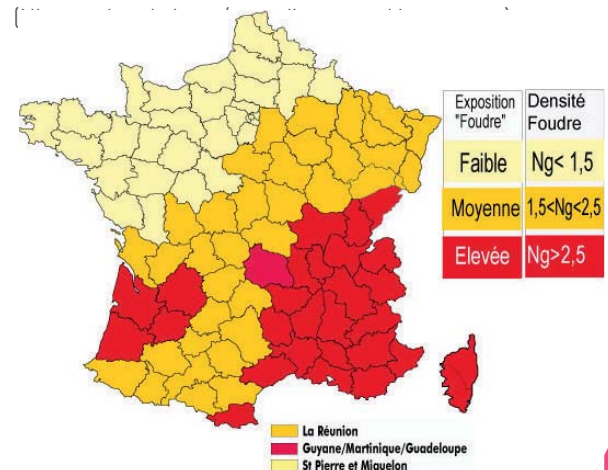 Exposition "Foudre"
Densité Foudre
Faible
Ng< 1,5
Moyenne
1,5<Ng<2,5
Elevée
Ng>2,5
La Réunion
Guyane/Martinique/Guadeloupe
St Pierre et Miquelon